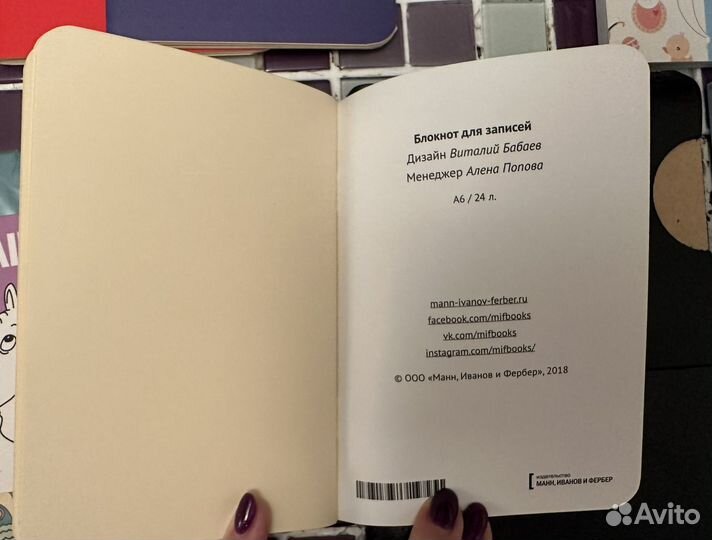 Блокнот для записей
Дизайн Виталий Бабаев
Менеджер Алена Попова
А6 / 24 л.
mann-ivanov-ferber.ru
facebook.com/mifbooks
vk.com/mifbooks
instagram.com/mifbooks/
© ООО «Манн, Иванов и Фербер», 2018
издательство
МАНН, ИВАНОВ И ФЕРБЕР
Avito